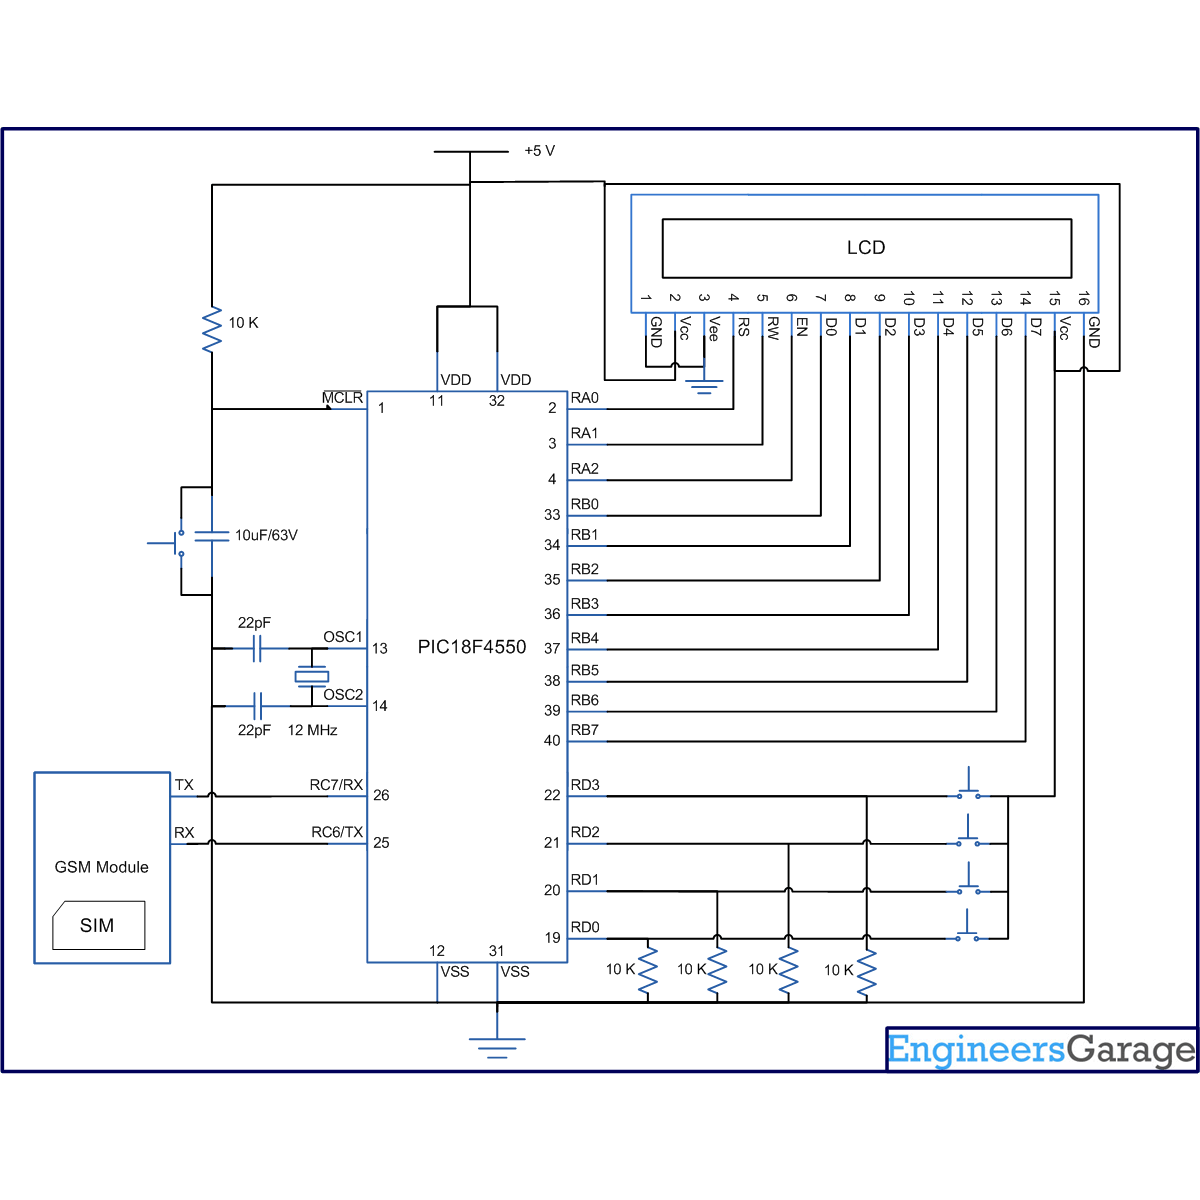 +5 V
LCD
1 2 3 4 5 6 7 8 9 10 11 12 13 14 15 16
GND Vcc Vee RS RW EN D0 D1 D2 D3 D4 D5 D6 D7 Vcc GND
10 K
VDD VDD
11 32
MCLR 1
2 RA0
3 RA1
4 RA2
33 RB0
34 RB1
35 RB2
36 RB3
37 RB4
38 RB5
39 RB6
40 RB7
10uF/63V
22pF
OSC1 13
PIC18F4550
OSC2 14
22pF 12 MHz
TX RC7/RX 26
RX RC6/TX 25
GSM Module
SIM
22 RD3
21 RD2
20 RD1
19 RD0
12 31
VSS VSS
10 K 10 K 10 K 10 K
EngineersGarage